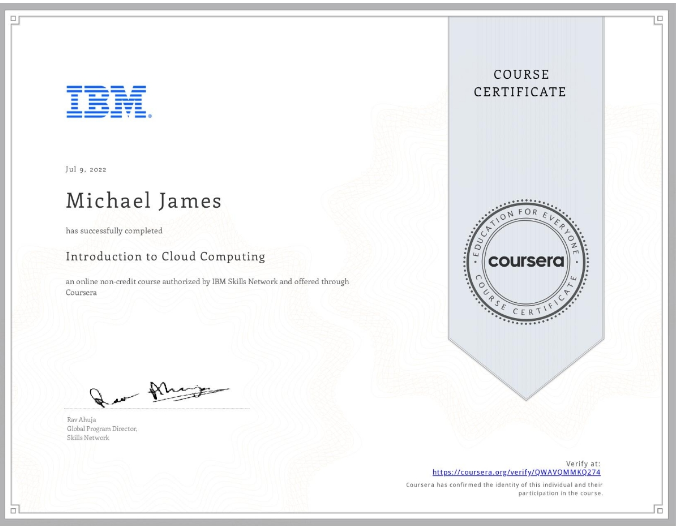 COURSE
CERTIFICATE
IBM®
Jul 9, 2022
Michael James
has successfully completed
Introduction to Cloud Computing
an online non-credit course authorized by IBM Skills Network and offered through
Coursera
EDUCATION FOR EVERYONE
coursera
COURSE CERTIFICATE
Rav Ahuja
Global Program Director,
Skills Network
Verify at:
https://coursera.org/verify/QWAVQMMKQ274
Coursera has confirmed the identity of this individual and their
participation in the course.